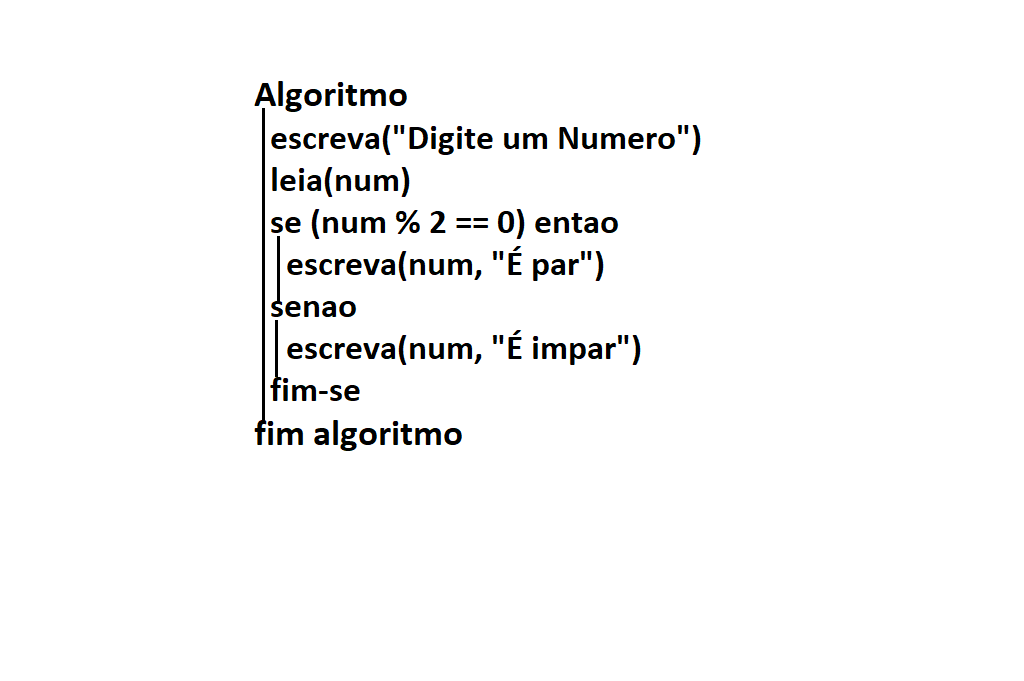 Algoritmo
escreva("Digite um Numero")
leia(num)
se (num % 2 == 0) entao
escreva(num, "É par")
senao
escreva(num, "É impar")
fim-se
fim algoritmo